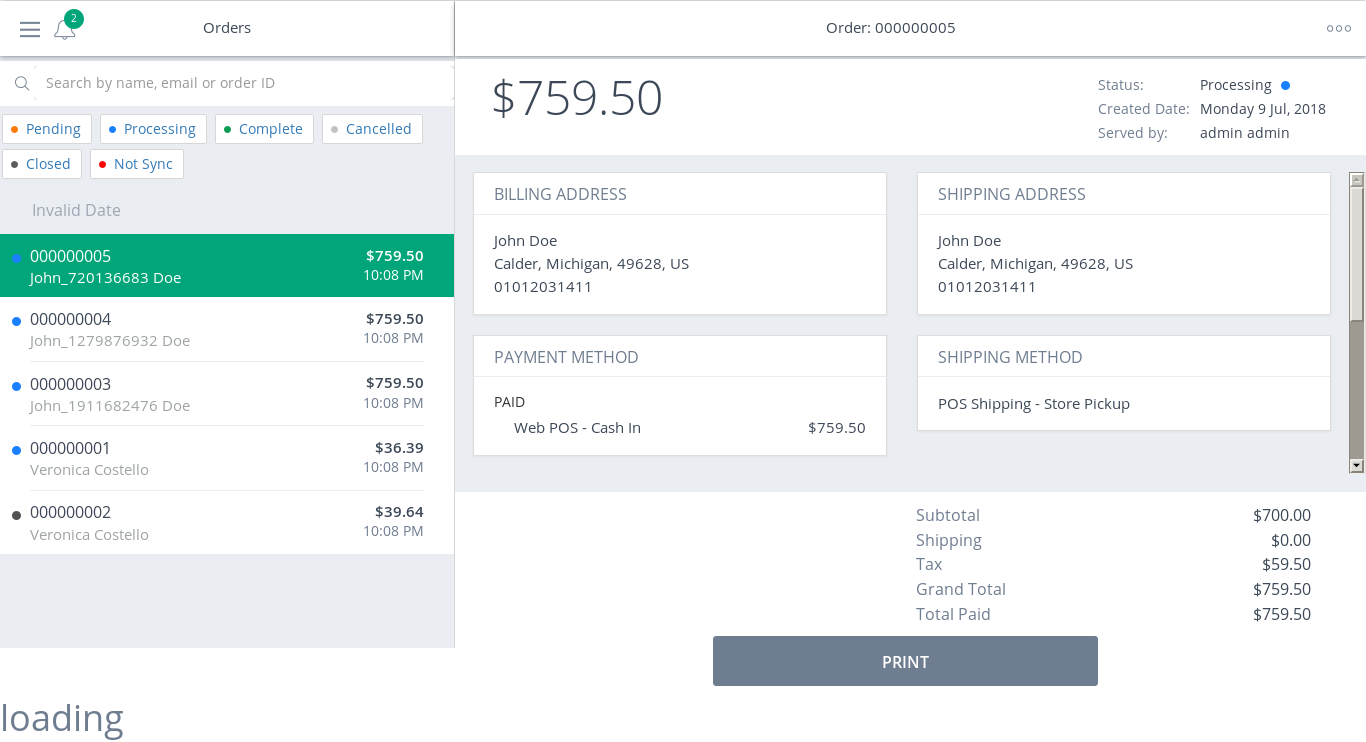 2
Orders
Order: 000000005
Search by name, email or order ID
Pending
Processing
Complete
Cancelled
Closed
Not Sync
Invalid Date
000000005 $759.50
John_720136683 Doe 10:08 PM
000000004 $759.50
John_1279876932 Doe 10:08 PM
000000003 $759.50
John_1911682476 Doe 10:08 PM
000000001 $36.39
Veronica Costello 10:08 PM
000000002 $39.64
Veronica Costello 10:08 PM
$759.50
Status: Processing
Created Date: Monday 9 Jul, 2018
Served by: admin admin
BILLING ADDRESS
John Doe
Calder, Michigan, 49628, US
01012031411
SHIPPING ADDRESS
John Doe
Calder, Michigan, 49628, US
01012031411
PAYMENT METHOD
PAID
Web POS - Cash In $759.50
SHIPPING METHOD
POS Shipping - Store Pickup
Subtotal $700.00
Shipping $0.00
Tax $59.50
Grand Total $759.50
Total Paid $759.50
PRINT
loading